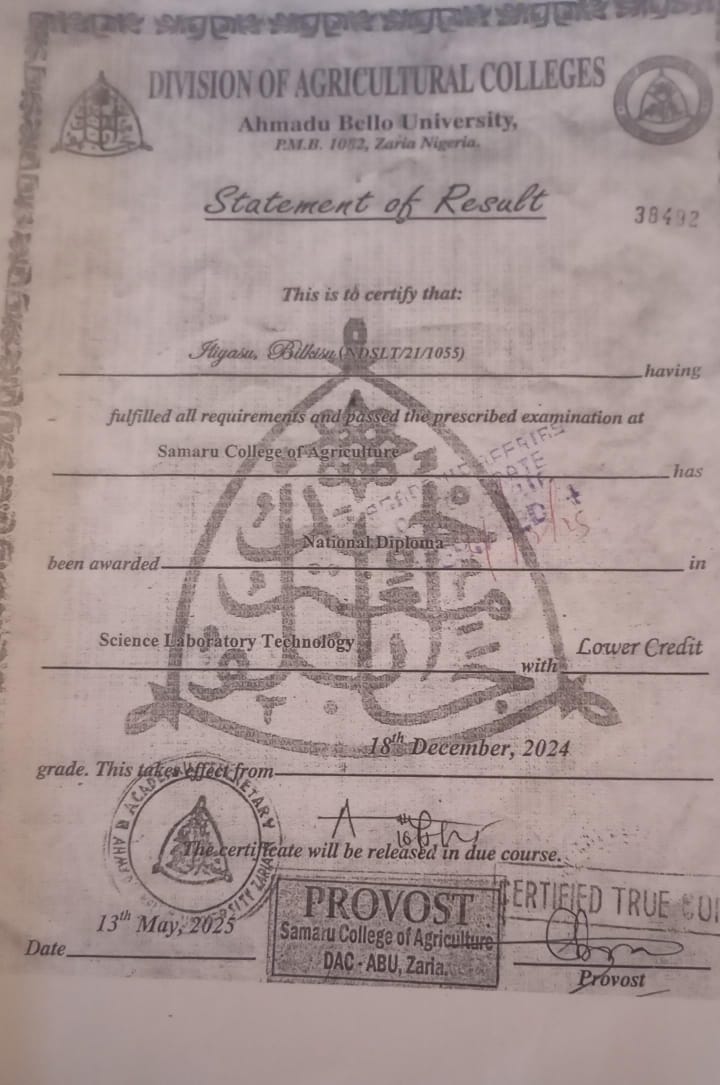 DIVISION OF AGRICULTURAL COLLEGES
Ahmadu Bello University,
P.M.B. 1082, Zaria Nigeria.
Statement of Result
38492
This is to certify that:
Iligasu, Bilkisu (NDSLT/21/1055)
having
fulfilled all requirements and passed the prescribed examination at
Samaru College of Agriculture
has
National Diploma
been awarded in
Science Laboratory Technology
with Lower Credit
18th December, 2024
grade. This takes effect from
The certificate will be released in due course.
PROVOST
Samaru College of Agriculture
DAC - ABU, Zaria.
CERTIFIED TRUE
13th May, 2025
Date
Provost